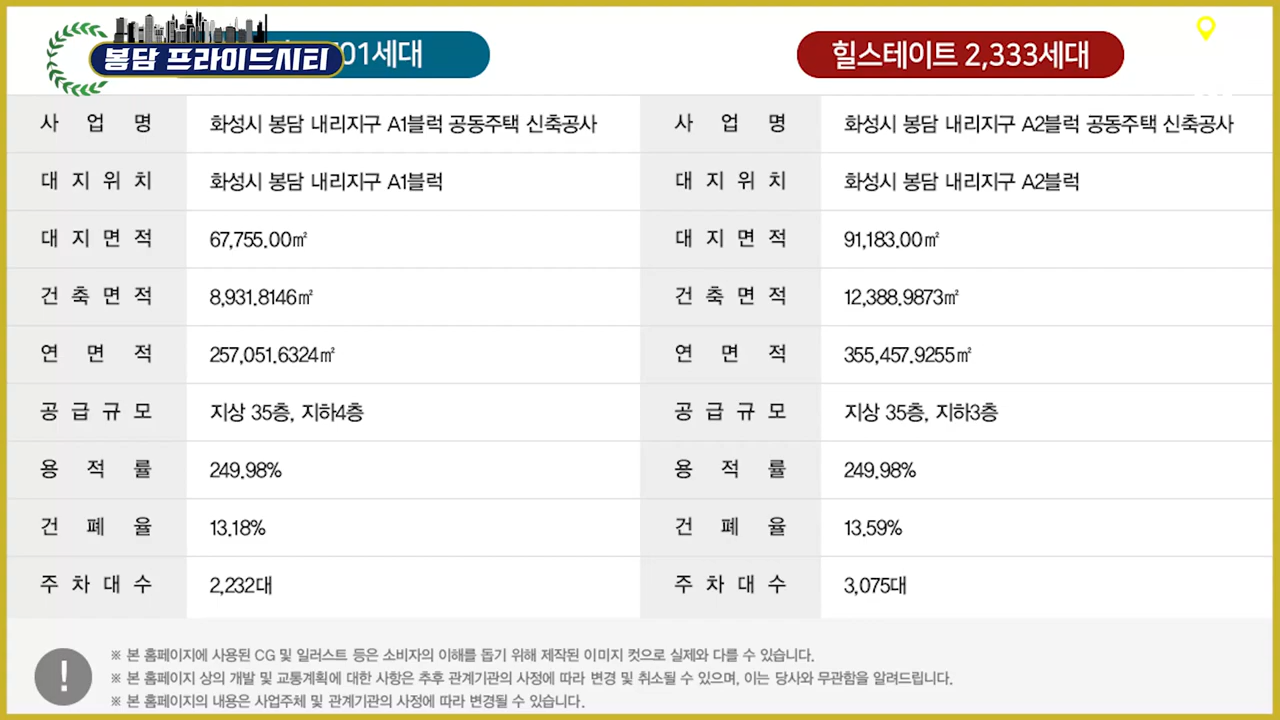 봉담 프라이드시티
01세대
힐스테이트 2,333세대
사 업 명 화성시 봉담 내리지구 A1블럭 공동주택 신축공사
대 지 위 치 화성시 봉담 내리지구 A1블럭
대 지 면 적 67,755.00㎡
건 축 면 적 8,931.8146㎡
연 면 적 257,051.6324㎡
공 급 규 모 지상 35층, 지하4층
용 적 률 249.98%
건 폐 율 13.18%
주 차 대 수 2,232대
사 업 명 화성시 봉담 내리지구 A2블럭 공동주택 신축공사
대 지 위 치 화성시 봉담 내리지구 A2블럭
대 지 면 적 91,183.00㎡
건 축 면 적 12,388.9873㎡
연 면 적 355,457.9255㎡
공 급 규 모 지상 35층, 지하3층
용 적 률 249.98%
건 폐 율 13.59%
주 차 대 수 3,075대
※ 본 홈페이지에 사용된 CG 및 일러스트 등은 소비자의 이해를 돕기 위해 제작된 이미지 컷으로 실제와 다를 수 있습니다.
※ 본 홈페이지 상의 개발 및 교통계획에 대한 사항은 추후 관계기관의 사정에 따라 변경 및 취소될 수 있으며, 이는 당사와 무관함을 알려드립니다.
※ 본 홈페이지의 내용은 사업주체 및 관계기관의 사정에 따라 변경될 수 있습니다.